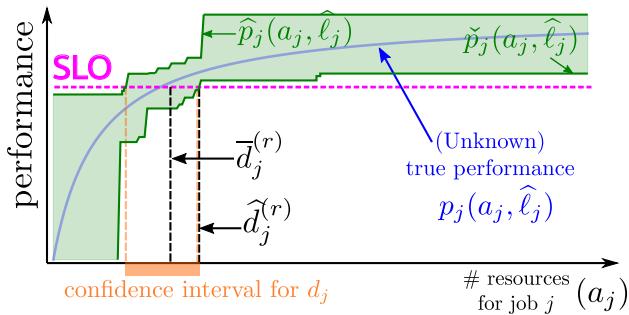 p̂ⱼ(aⱼ, ℓ̂ⱼ)
p̌ⱼ(aⱼ, ℓ̂ⱼ)
SLO
performance
d̅ⱼ⁽ʳ⁾
(Unknown)
true performance
pⱼ(aⱼ, ℓ̂ⱼ)
d̂ⱼ⁽ʳ⁾
confidence interval for dⱼ
# resources
for job j (aⱼ)